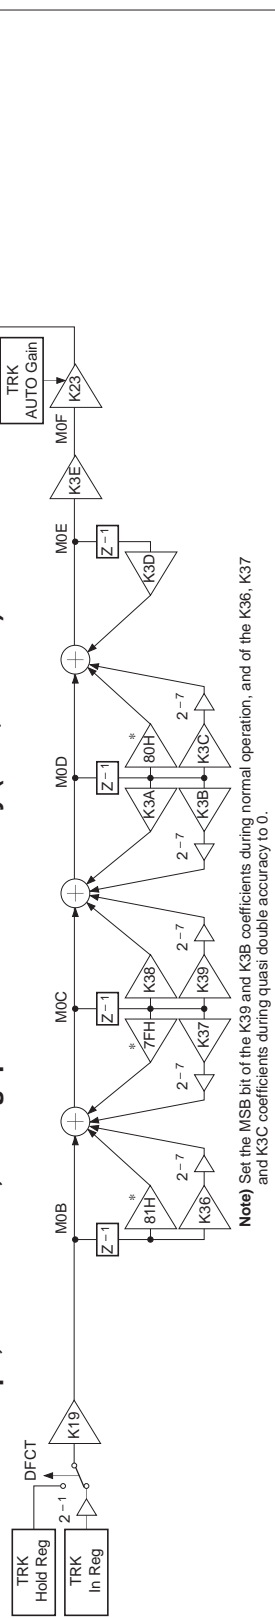 TRK
Hold Reg
TRK
In Reg
DFCT
2 – 1
K19
M0B
Z – 1
*
81H
K36
2 – 7
M0C
Z – 1
*
7FH
K37
2 – 7
K38
K39
2 – 7
M0D
Z – 1
K3A
K3B
2 – 7
*
80H
K3C
2 – 7
M0E
Z – 1
K3D
K3E
M0F
K23
TRK
AUTO Gain
Note) Set the MSB bit of the K39 and K3B coefficients during normal operation, and of the K36, K37
and K3C coefficients during quasi double accuracy to 0.